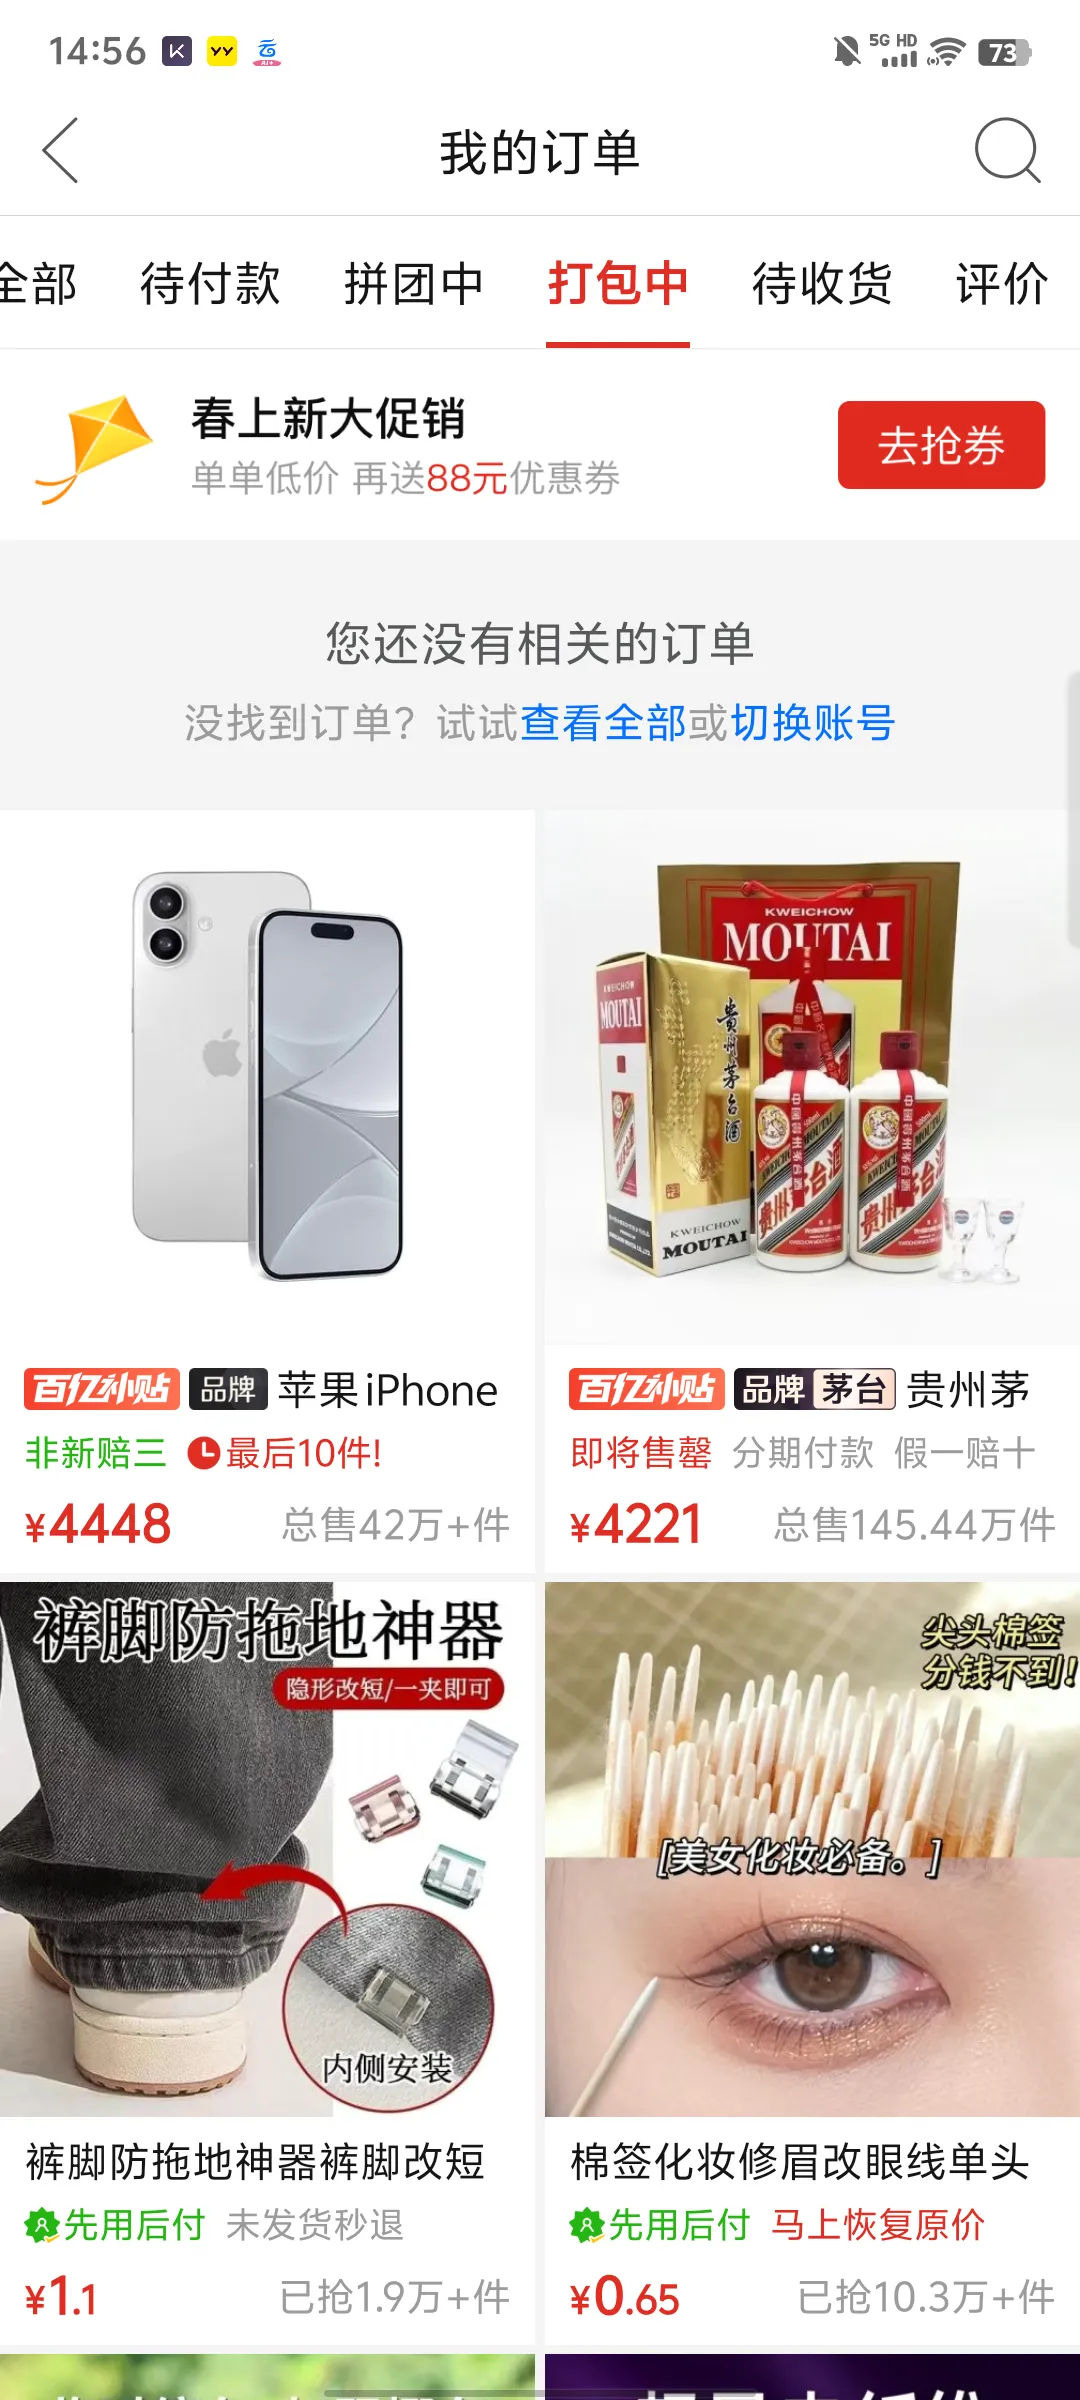 14:56
5G HD
73
我的订单
全部 待付款 拼团中 打包中 待收货 评价
春上新大促销
单单低价 再送88元优惠券
去抢券
您还没有相关的订单
没找到订单？试试查看全部或切换账号
KWEICHOW
MOUTAI
KWEICHOW
MOUTAI
贵州茅台酒
KWEICHOW
MOUTAI
百亿补贴 品牌 苹果iPhone
非新赔三 最后10件!
¥4448 总售42万+件
百亿补贴 品牌 茅台 贵州茅
即将售罄 分期付款 假一赔十
¥4221 总售145.44万件
裤脚防拖地神器
隐形改短/一夹即可
内侧安装
裤脚防拖地神器裤脚改短
先用后付 未发货秒退
¥1.1 已抢1.9万+件
尖头棉签
分钱不到!
[美女化妆必备。]
棉签化妆修眉改眼线单头
先用后付 马上恢复原价
¥0.65 已抢10.3万+件